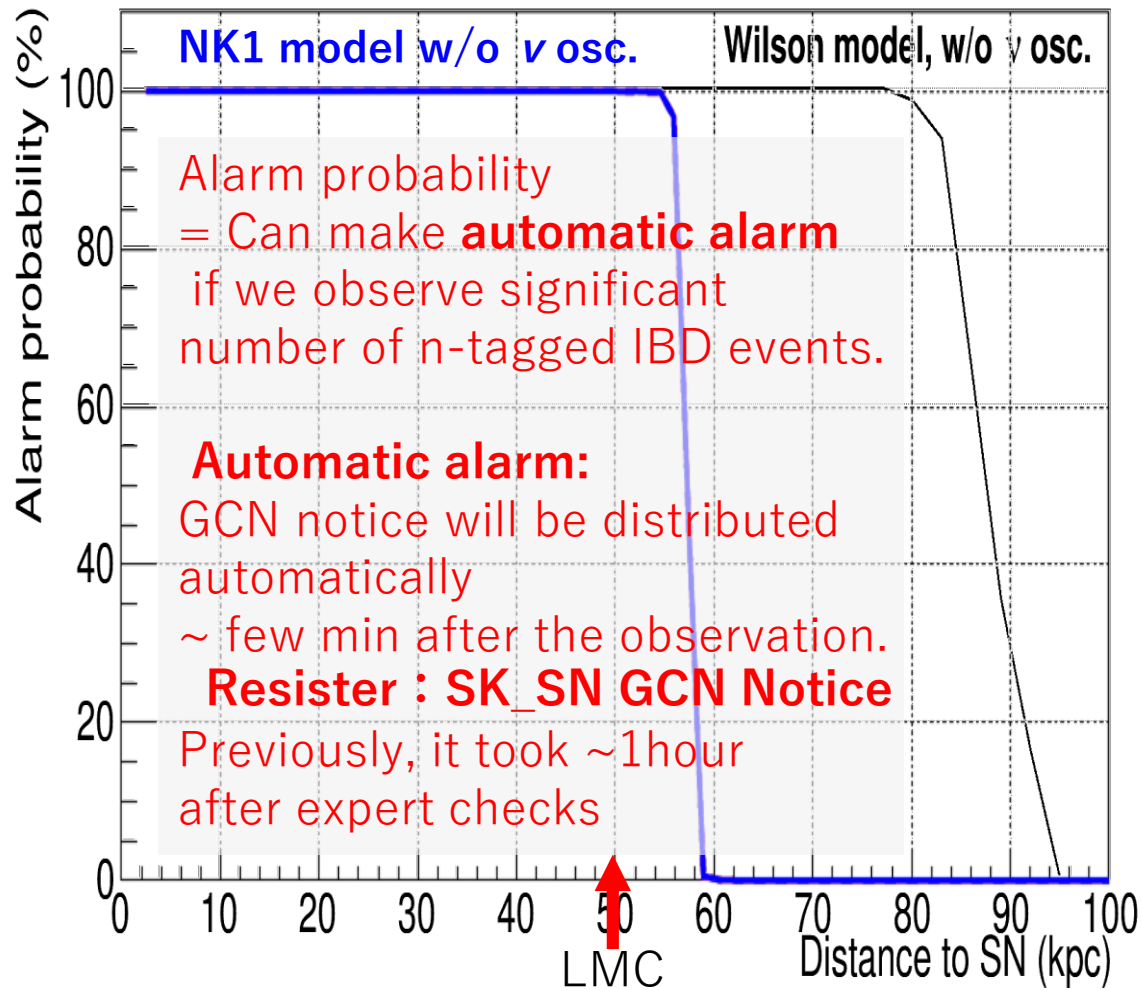 NK1 model w/o ν osc.
Wilson model, w/o ν osc.
Alarm probability (%)
100
80
60
40
20
0
Alarm probability
= Can make automatic alarm
if we observe significant
number of n-tagged IBD events.
Automatic alarm:
GCN notice will be distributed
automatically
~ few min after the observation.
Resister：SK_SN GCN Notice
Previously, it took ~1hour
after expert checks
0 10 20 30 40 50 60 70 80 90 100
LMC
Distance to SN (kpc)